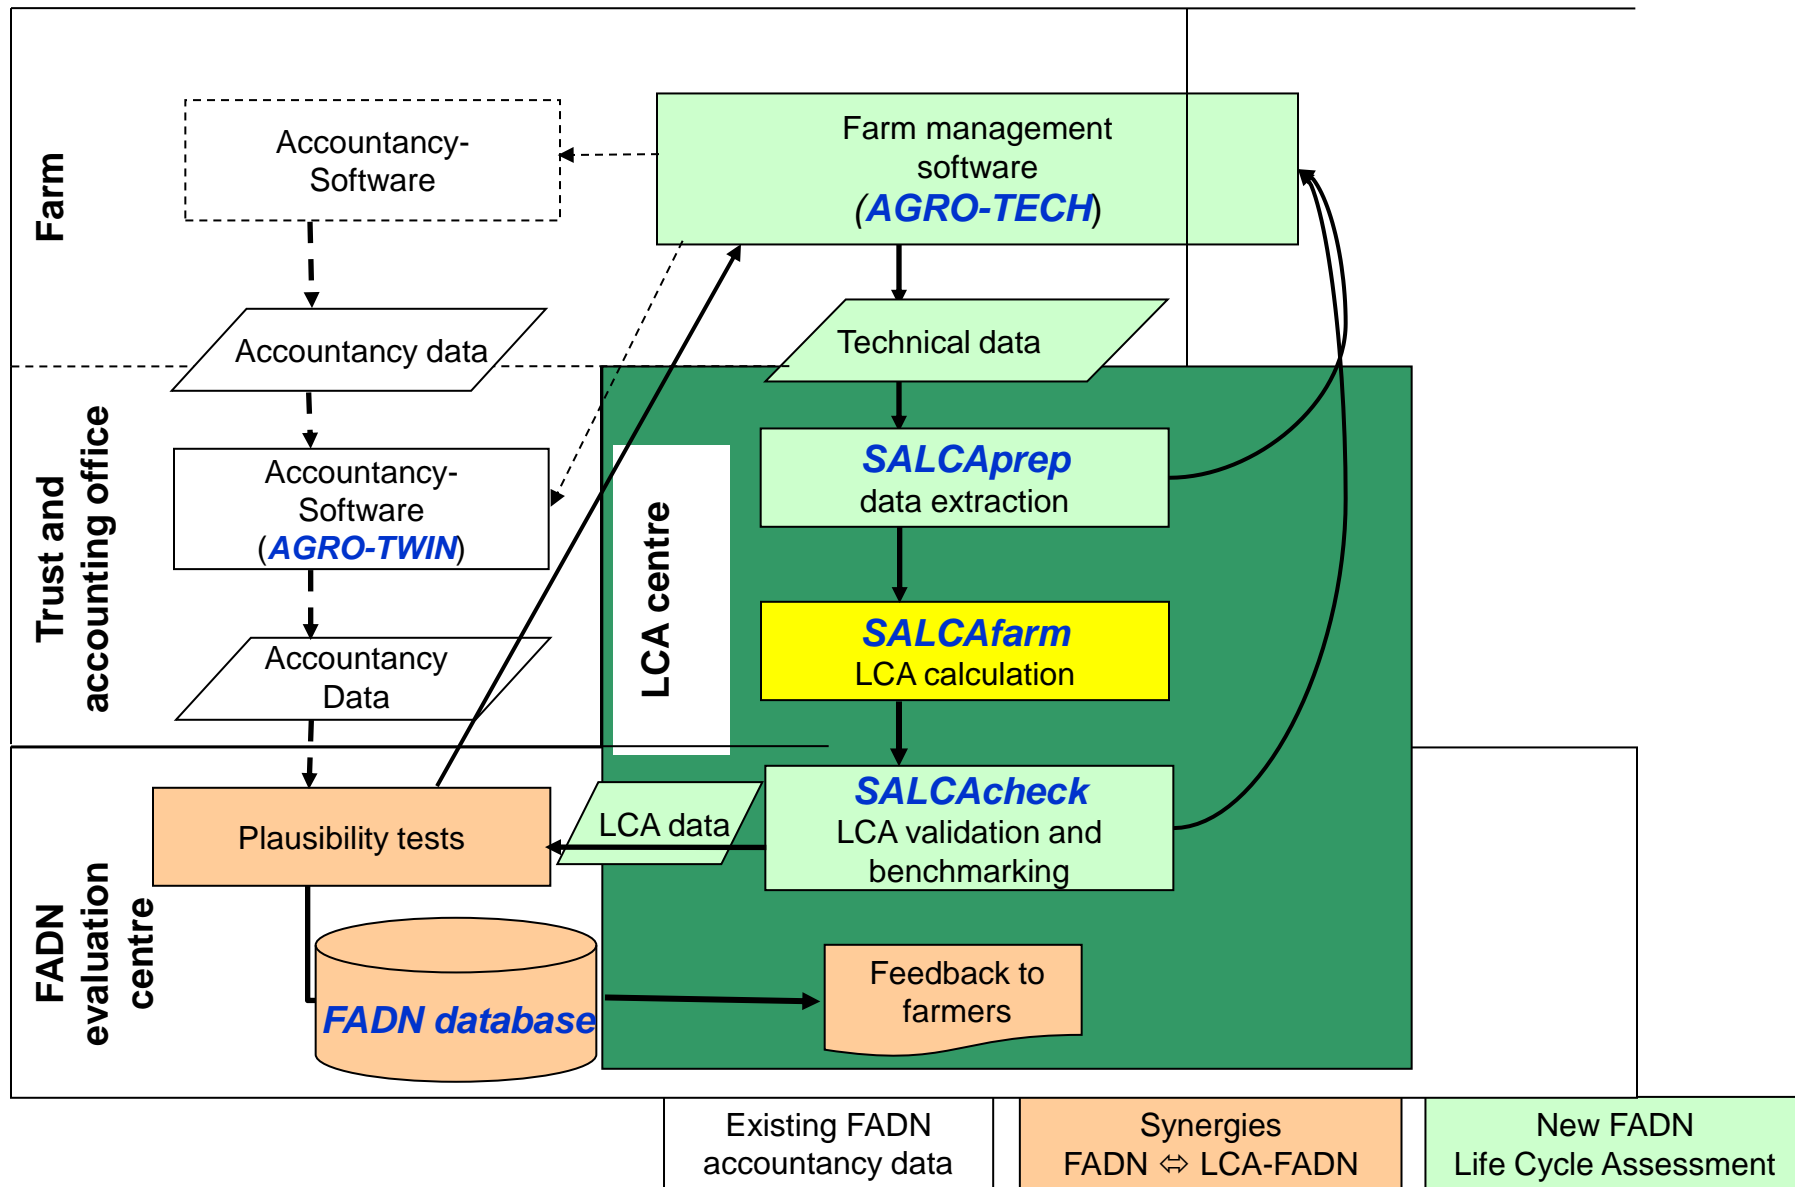 Farm
Accountancy-
Software
Farm management
software
(AGRO-TECH)
Accountancy data
Technical data
Trust and
accounting office
Accountancy-
Software
(AGRO-TWIN)
LCA centre
SALCAprep
data extraction
SALCAfarm
LCA calculation
Accountancy
Data
FADN
evaluation
centre
Plausibility tests
LCA data
SALCAcheck
LCA validation and
benchmarking
FADN database
Feedback to
farmers
Existing FADN
accountancy data
Synergies
FADN ⇔ LCA-FADN
New FADN
Life Cycle Assessment